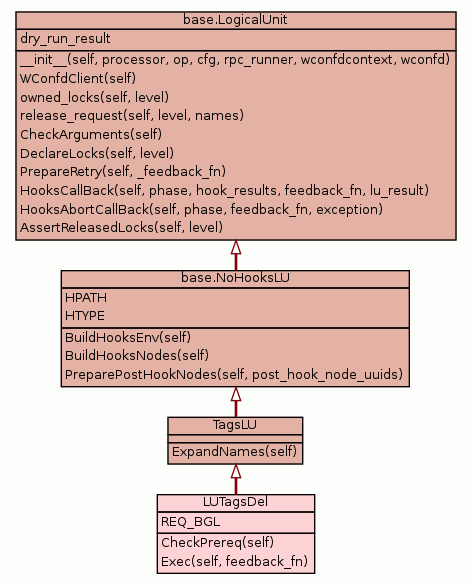 base.LogicalUnit
dry_run_result
__init__(self, processor, op, cfg, rpc_runner, wconfdcontext, wconfd)
WConfdClient(self)
owned_locks(self, level)
release_request(self, level, names)
CheckArguments(self)
DeclareLocks(self, level)
PrepareRetry(self, _feedback_fn)
HooksCallBack(self, phase, hook_results, feedback_fn, lu_result)
HooksAbortCallBack(self, phase, feedback_fn, exception)
AssertReleasedLocks(self, level)
base.NoHooksLU
HPATH
HTYPE
BuildHooksEnv(self)
BuildHooksNodes(self)
PreparePostHookNodes(self, post_hook_node_uuids)
TagsLU
ExpandNames(self)
LUTagsDel
REQ_BGL
CheckPrereq(self)
Exec(self, feedback_fn)